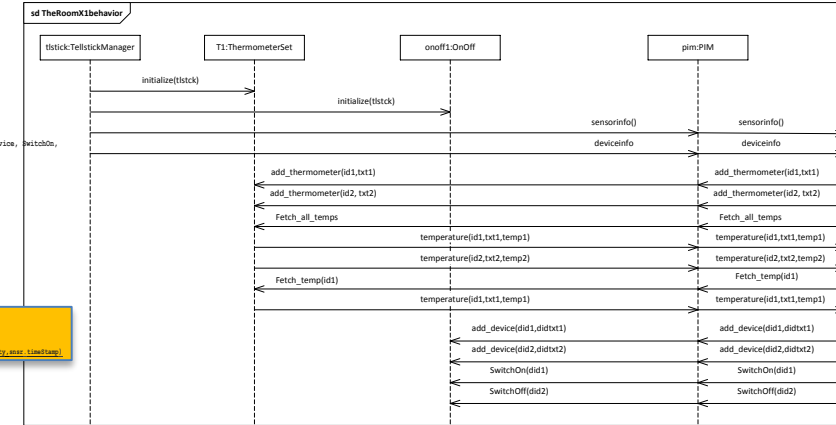 sd TheRoomX1behavior
tlstick:TellstickManager
T1:ThermometerSet
onoff1:OnOff
pim:PIM
initialize(tlstck)
initialize(tlstck)
sensorinfo() sensorinfo()
SwitchOn,
deviceinfo deviceinfo
add_thermometer(id1,txt1) add_thermometer(id1,txt1)
add_thermometer(id2, txt2) add_thermometer(id2, txt2)
Fetch_all_temps Fetch_all_temps
temperature(id1,txt1,temp1) temperature(id1,txt1,temp1)
temperature(id2,txt2,temp2) temperature(id2,txt2,temp2)
Fetch_temp(id1) Fetch_temp(id1)
temperature(id1,txt1,temp1) temperature(id1,txt1,temp1)
add_device(did1,didtxt1) add_device(did1,didtxt1)
add_device(did2,didtxt2) add_device(did2,didtxt2)
cy,snsr.timeStamp)
SwitchOn(did1) SwitchOn(did1)
SwitchOff(did2) SwitchOff(did2)